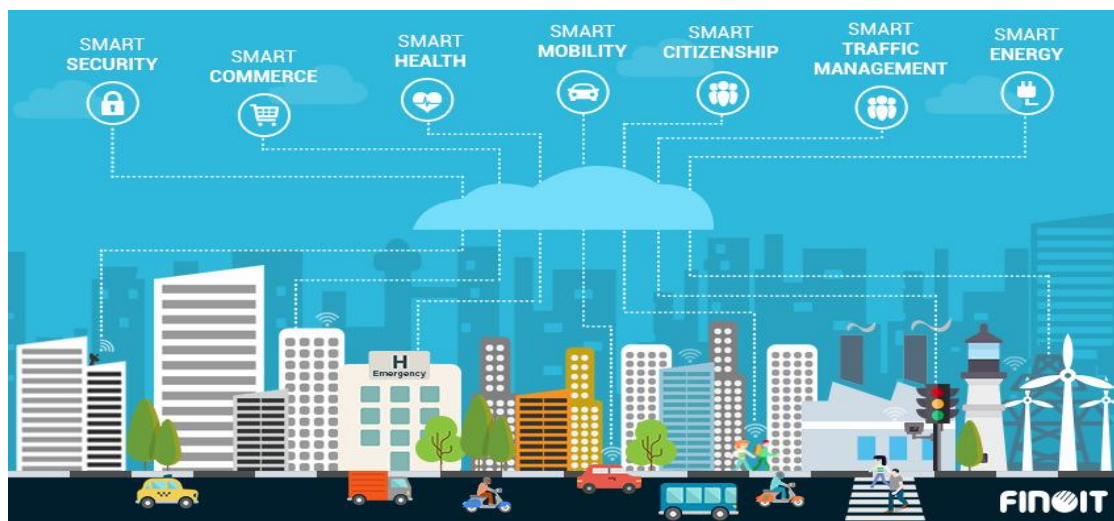 SMART
SECURITY
SMART
COMMERCE
SMART
HEALTH
SMART
MOBILITY
SMART
CITIZENSHIP
SMART
TRAFFIC
MANAGEMENT
SMART
ENERGY
H
Emergency
FINOIT